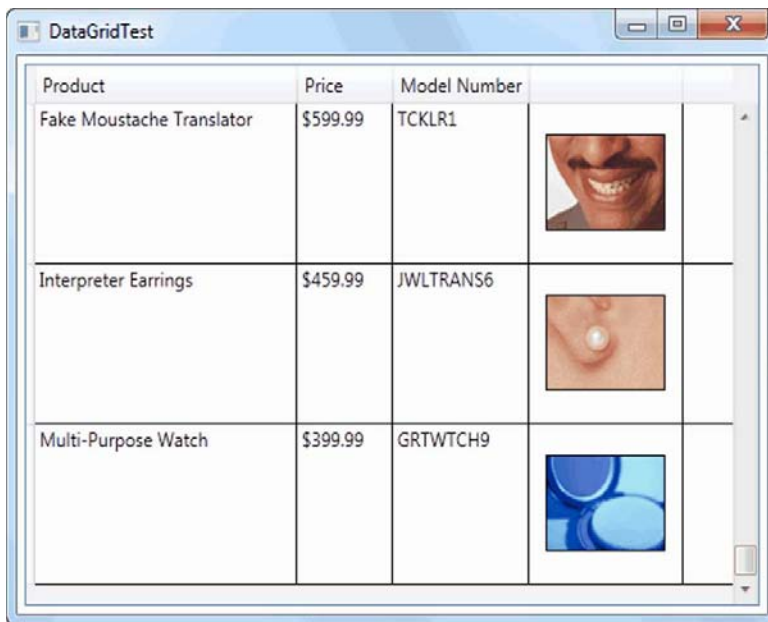 DataGridTest
Product Price Model Number
Fake Moustache Translator $599.99 TCKLR1
Interpreter Earrings $459.99 JWLTRANS6
Multi-Purpose Watch $399.99 GRTWTCH9